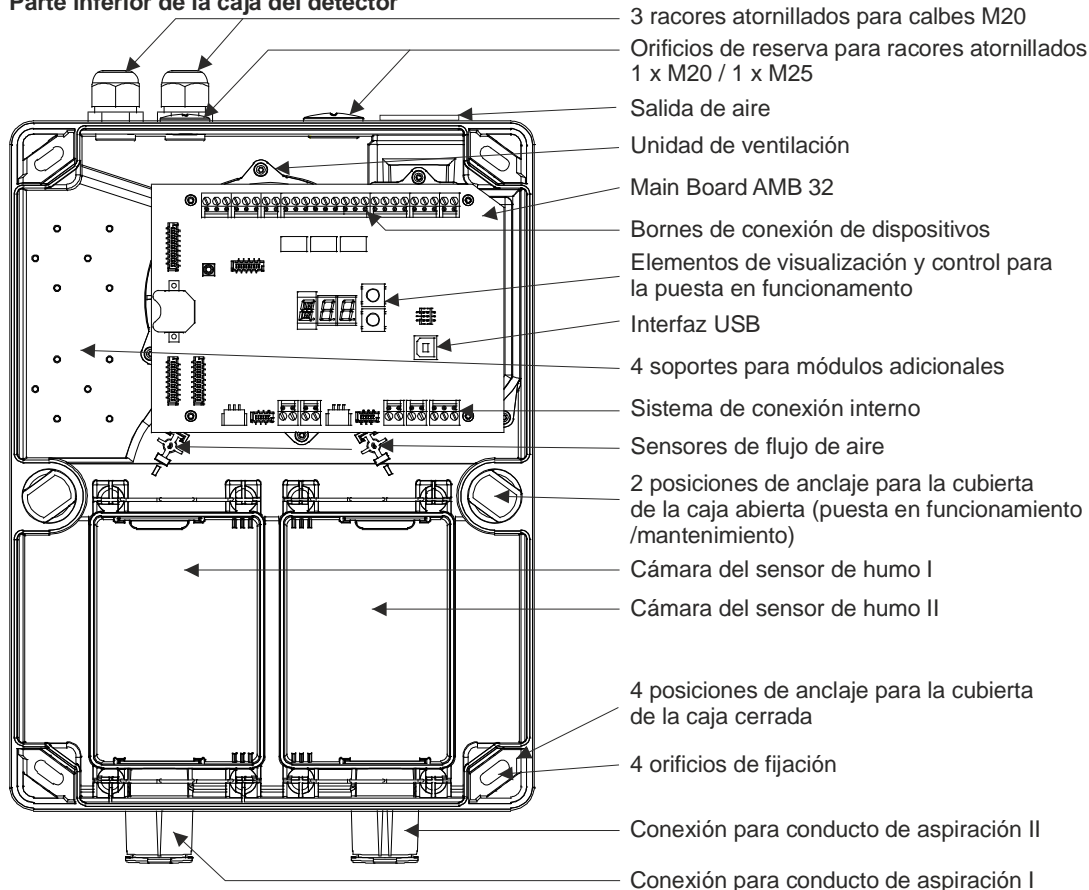 Parte inferior de la caja del detector
3 racores atornillados para calbes M20
Orificios de reserva para racores atornillados
1 x M20 / 1 x M25
Salida de aire
Unidad de ventilación
Main Board AMB 32
Bornes de conexión de dispositivos
Elementos de visualización y control para
la puesta en funcionamento
Interfaz USB
4 soportes para módulos adicionales
Sistema de conexión interno
Sensores de flujo de aire
2 posiciones de anclaje para la cubierta
de la caja abierta (puesta en funcionamiento
/mantenimiento)
Cámara del sensor de humo I
Cámara del sensor de humo II
4 posiciones de anclaje para la cubierta
de la caja cerrada
4 orificios de fijación
Conexión para conducto de aspiración II
Conexión para conducto de aspiración I